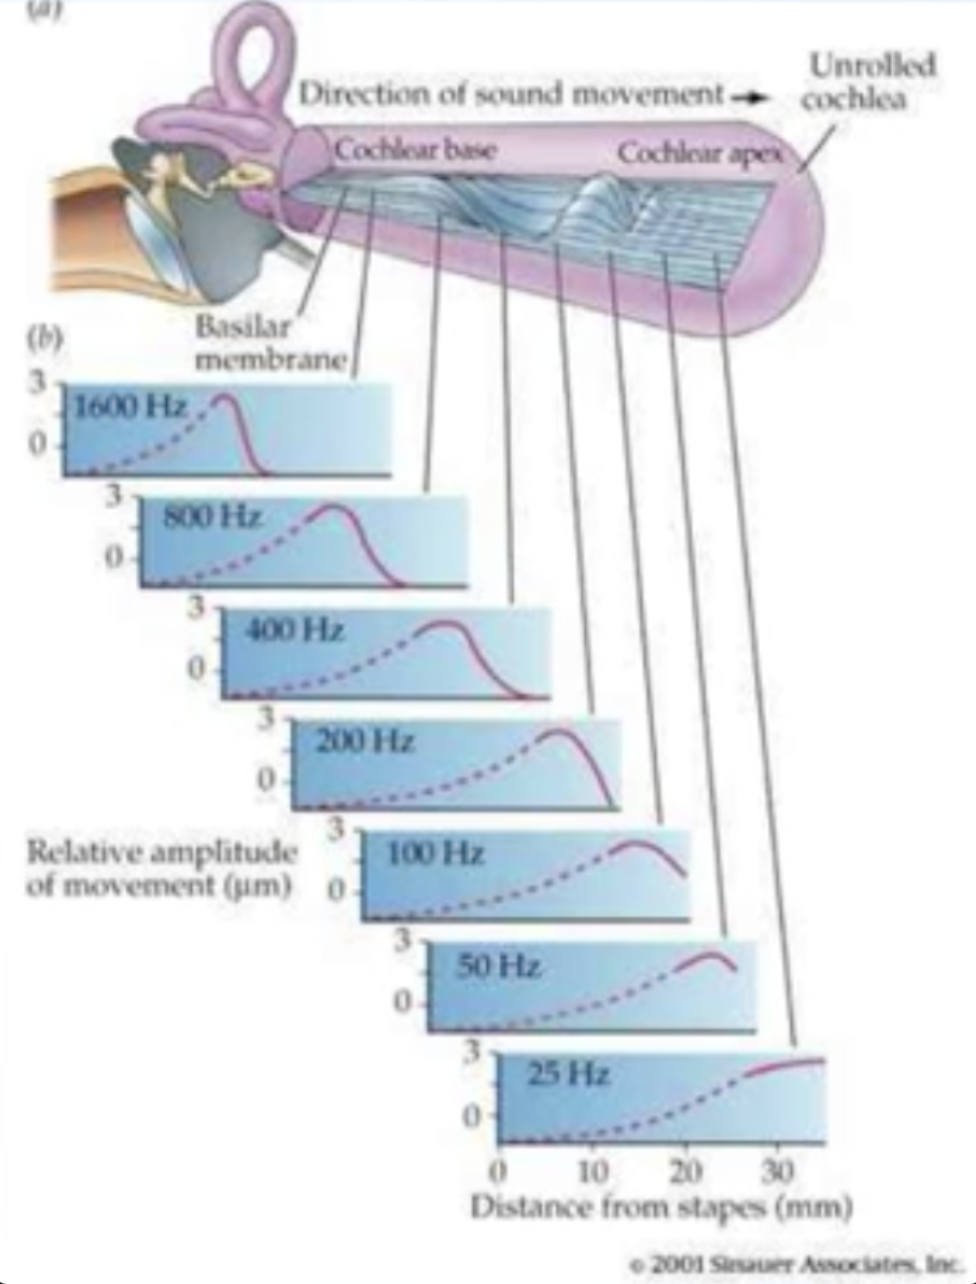 (a)
Unrolled
cochlea
Direction of sound movement
Cochlear base
Cochlear apex
Basilar
membrane
(b)
3
1600 Hz
0
3
800 Hz
0
3
400 Hz
0
3
200 Hz
0
Relative amplitude
of movement (μm)
3
100 Hz
0
3
50 Hz
0
3
25 Hz
0
0 10 20 30
Distance from stapes (mm)
© 2001 Sinauer Associates, Inc.